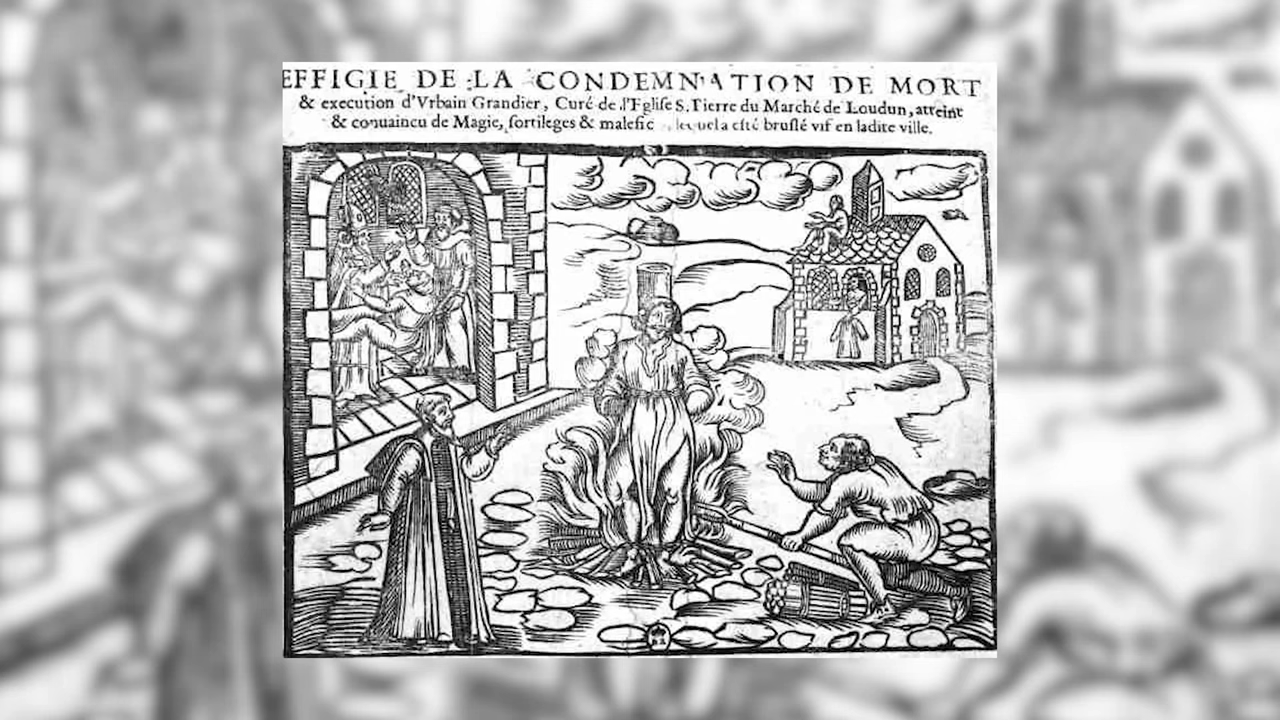 EFFIGIE DE LA CONDEMNATION DE MORT
& execution d'Vrbain Grandier, Curé de l'Eglise S. Pierre du Marché de Loudun, atteint
& conuaincu de Magie, sortileges & malefic lequel a esté bruslé vif en ladite ville.